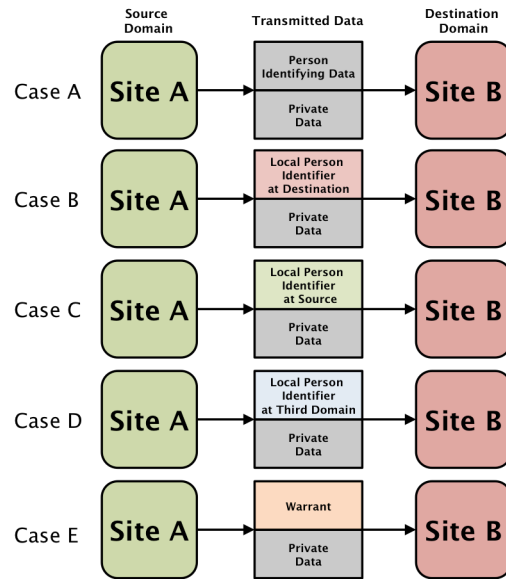 Source
Domain
Transmitted Data
Destination
Domain
Case A
Site A
Person
Identifying Data
Private
Data
Site B
Case B
Site A
Local Person
Identifier
at Destination
Private
Data
Site B
Case C
Site A
Local Person
Identifier
at Source
Private
Data
Site B
Case D
Site A
Local Person
Identifier
at Third Domain
Private
Data
Site B
Case E
Site A
Warrant
Private
Data
Site B